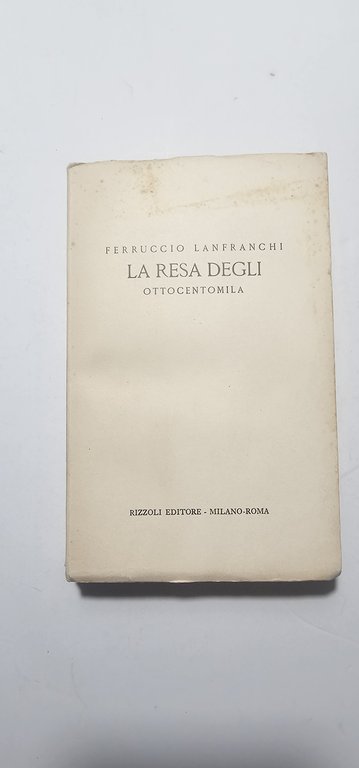 FERRUCCIO LANFRANCHI
LA RESA DEGLI
OTTOCENTOMILA
RIZZOLI EDITORE - MILANO-ROMA